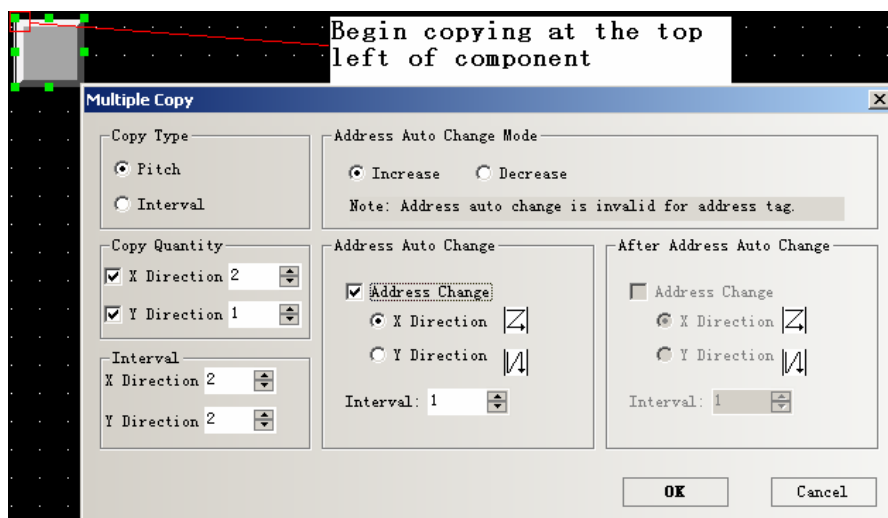 Begin copying at the top
left of component
Multiple Copy
Copy Type
Pitch
Interval
Address Auto Change Mode
Increase Decrease
Note: Address auto change is invalid for address tag.
Copy Quantity
X Direction 2
Y Direction 1
Interval
X Direction 2
Y Direction 2
Address Auto Change
Address Change
X Direction
Y Direction
Interval: 1
After Address Auto Change
Address Change
X Direction
Y Direction
Interval: 1
OK Cancel